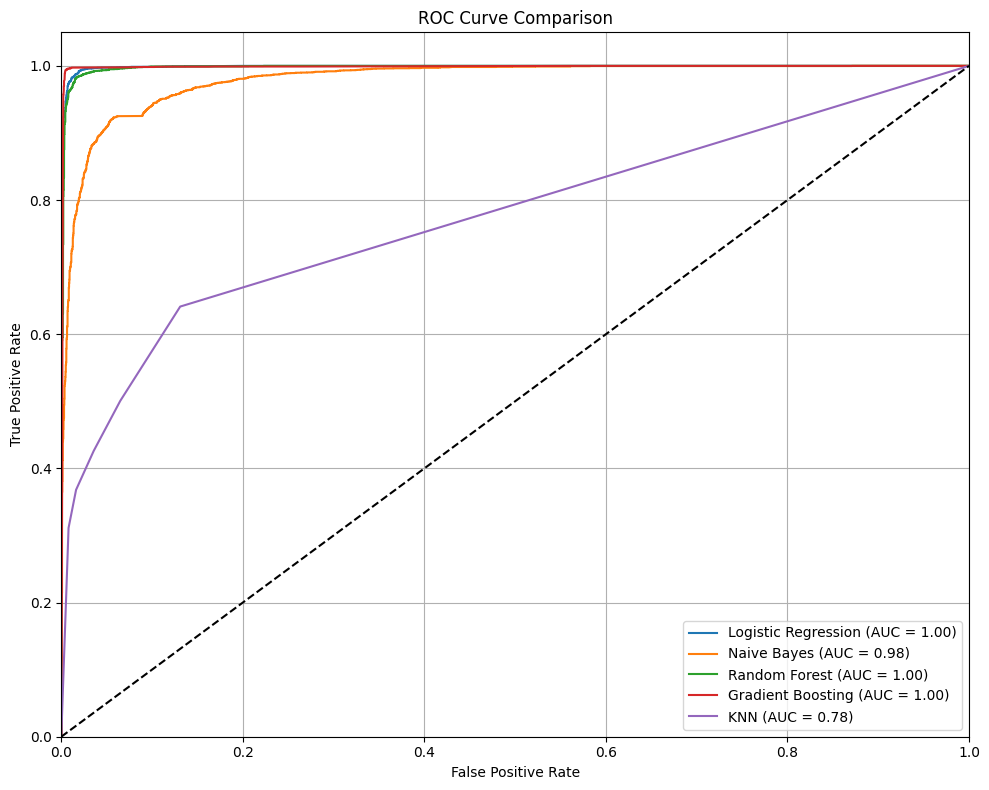 ROC Curve Comparison
True Positive Rate
1.0
0.8
0.6
0.4
0.2
0.0
0.0 0.2 0.4 0.6 0.8 1.0
False Positive Rate
Logistic Regression (AUC = 1.00)
Naive Bayes (AUC = 0.98)
Random Forest (AUC = 1.00)
Gradient Boosting (AUC = 1.00)
KNN (AUC = 0.78)